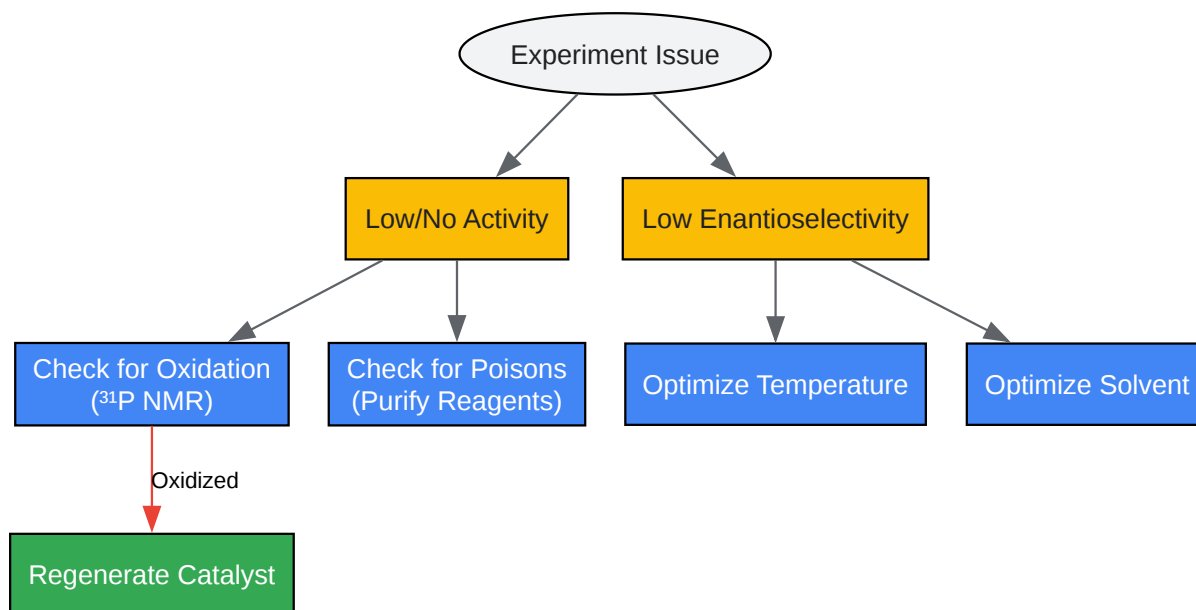 Experiment Issue
Low/No Activity
Low Enantioselectivity
Check for Oxidation
(³¹P NMR)
Check for Poisons
(Purify Reagents)
Optimize Temperature
Optimize Solvent
Oxidized
Regenerate Catalyst